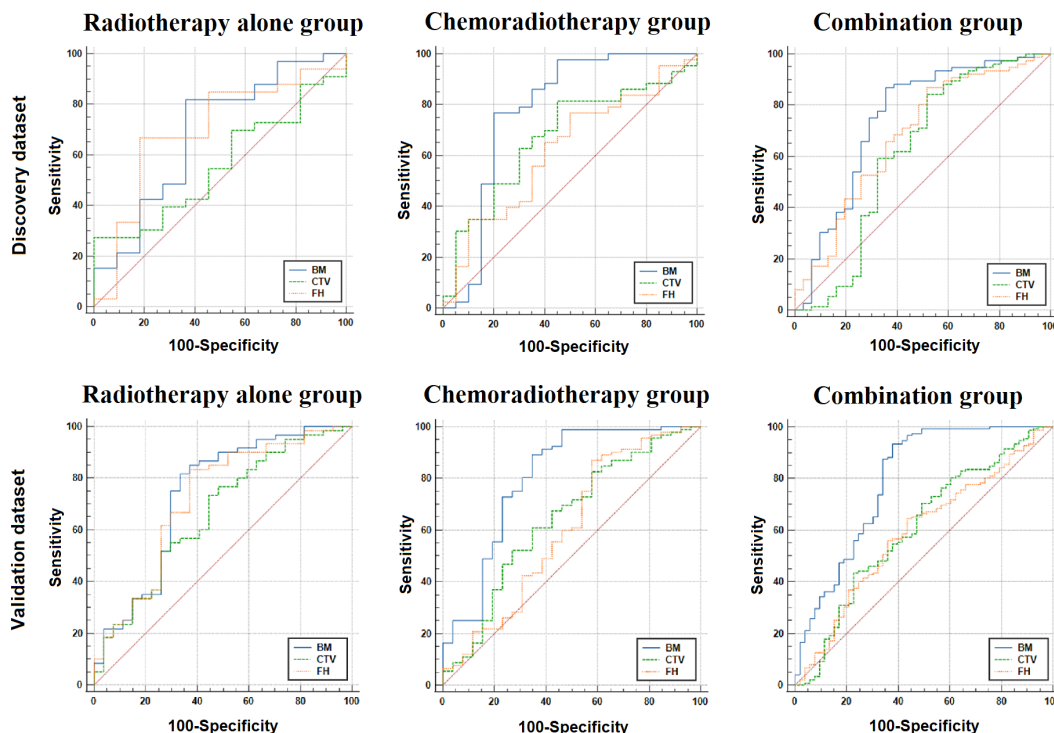 Radiotherapy alone group
Chemoradiotherapy group
Combination group
Discovery dataset
Sensitivity
100
80
60
40
20
0
BM
CTV
FH
0 20 40 60 80 100
100-Specificity
Sensitivity
100
80
60
40
20
0
BM
CTV
FH
0 20 40 60 80 100
100-Specificity
Sensitivity
100
80
60
40
20
0
BM
CTV
FH
0 20 40 60 80 100
100-Specificity
Radiotherapy alone group
Chemoradiotherapy group
Combination group
Validation dataset
Sensitivity
100
80
60
40
20
0
BM
CTV
FH
0 20 40 60 80 100
100-Specificity
Sensitivity
100
80
60
40
20
0
BM
CTV
FH
0 20 40 60 80 100
100-Specificity
Sensitivity
100
80
60
40
20
0
BM
CTV
FH
0 20 40 60 80
100-Specificity